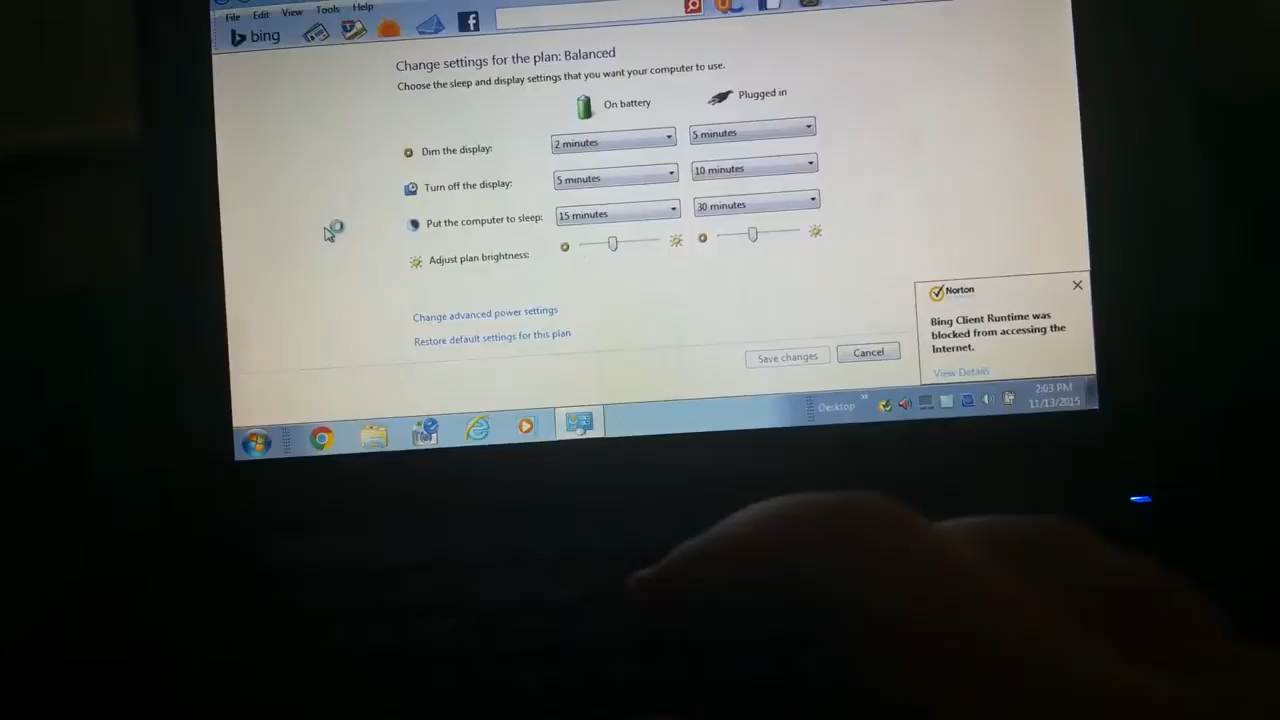 File Edit View Tools Help
bing
Change settings for the plan: Balanced
Choose the sleep and display settings that you want your computer to use.
On battery Plugged in
Dim the display: 2 minutes 5 minutes
Turn off the display: 5 minutes 10 minutes
Put the computer to sleep: 15 minutes 30 minutes
Adjust plan brightness:
Change advanced power settings
Restore default settings for this plan
Save changes Cancel
Norton
Bing Client Runtime was
blocked from accessing the
Internet.
View Details
Desktop
2:03 PM
11/13/2015